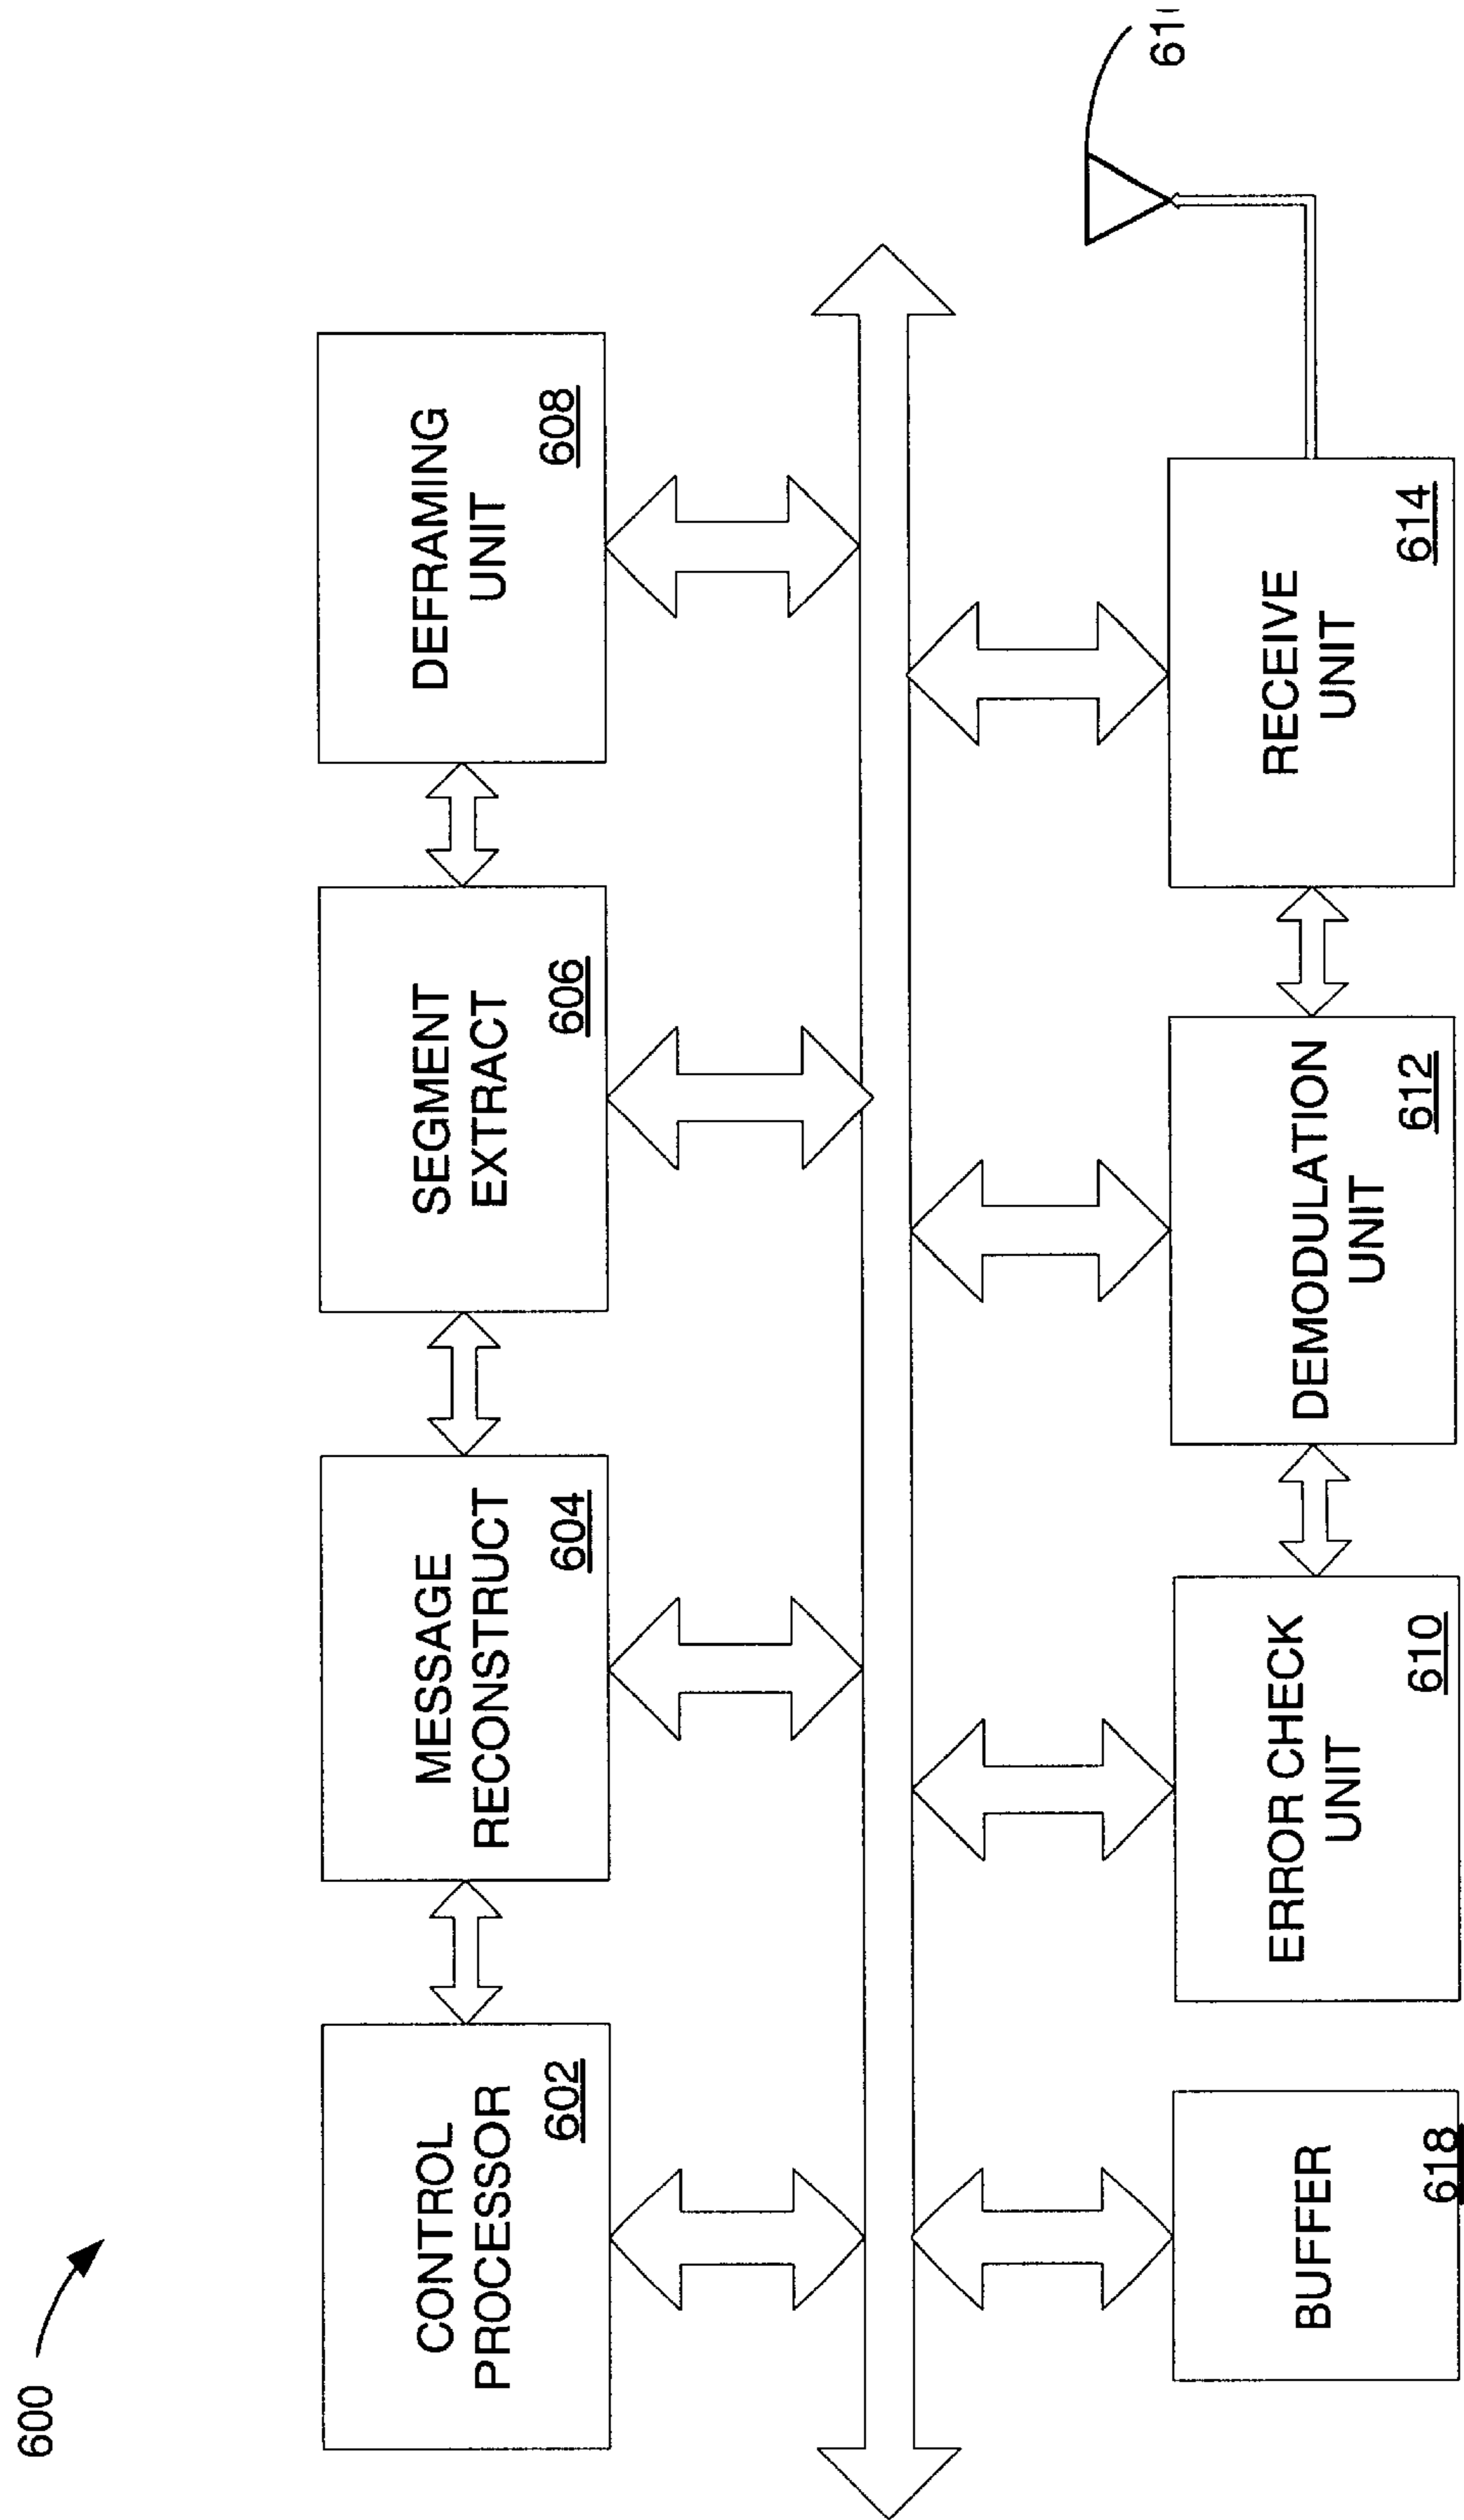 600
CONTROL
PROCESSOR
602
MESSAGE
RECONSTRUCT
604
SEGMENT
EXTRACT
606
DEFRAMING
UNIT
608
BUFFER
618
ERROR CHECK
UNIT
610
DEMODULATION
UNIT
612
RECEIVE
UNIT
614